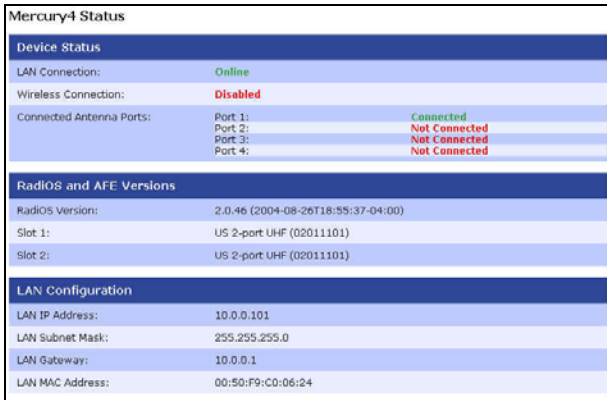 Mercury4 Status
Device Status
LAN Connection: Online
Wireless Connection: Disabled
Connected Antenna Ports: Port 1: Connected
Port 2: Not Connected
Port 3: Not Connected
Port 4: Not Connected
RadiOS and AFE Versions
RadiOS Version: 2.0.46 (2004-08-26T18:55:37-04:00)
Slot 1: US 2-port UHF (02011101)
Slot 2: US 2-port UHF (02011101)
LAN Configuration
LAN IP Address: 10.0.0.101
LAN Subnet Mask: 255.255.255.0
LAN Gateway: 10.0.0.1
LAN MAC Address: 00:50:F9:C0:06:24